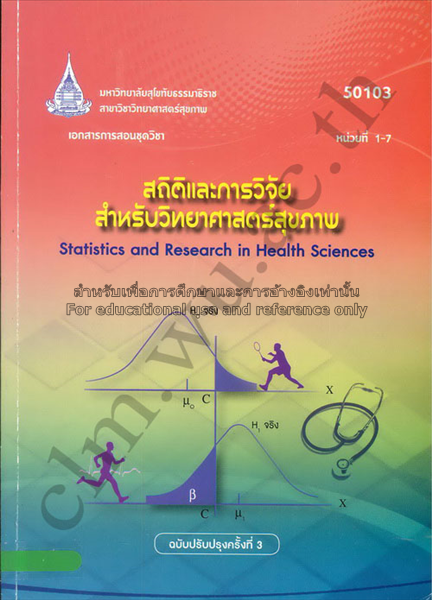 มหาวิทยาลัยสุโขทัยธรรมาธิราช
สาขาวิชาวิทยาศาสตร์สุขภาพ
50103
เอกสารการสอนชุดวิชา
หน่วยที่ 1-7
สถิติและการวิจัย
สำหรับวิทยาศาสตร์สุขภาพ
Statistics and Research in Health Sciences
สำหรับเพื่อการศึกษาและการอ้างอิงเท่านั้น
For educational use and reference only
H₀ จริง
μ₀ C X
H₁ จริง
β
C μ₁ X
ฉบับปรับปรุงครั้งที่ 3
clm.wu.ac.th